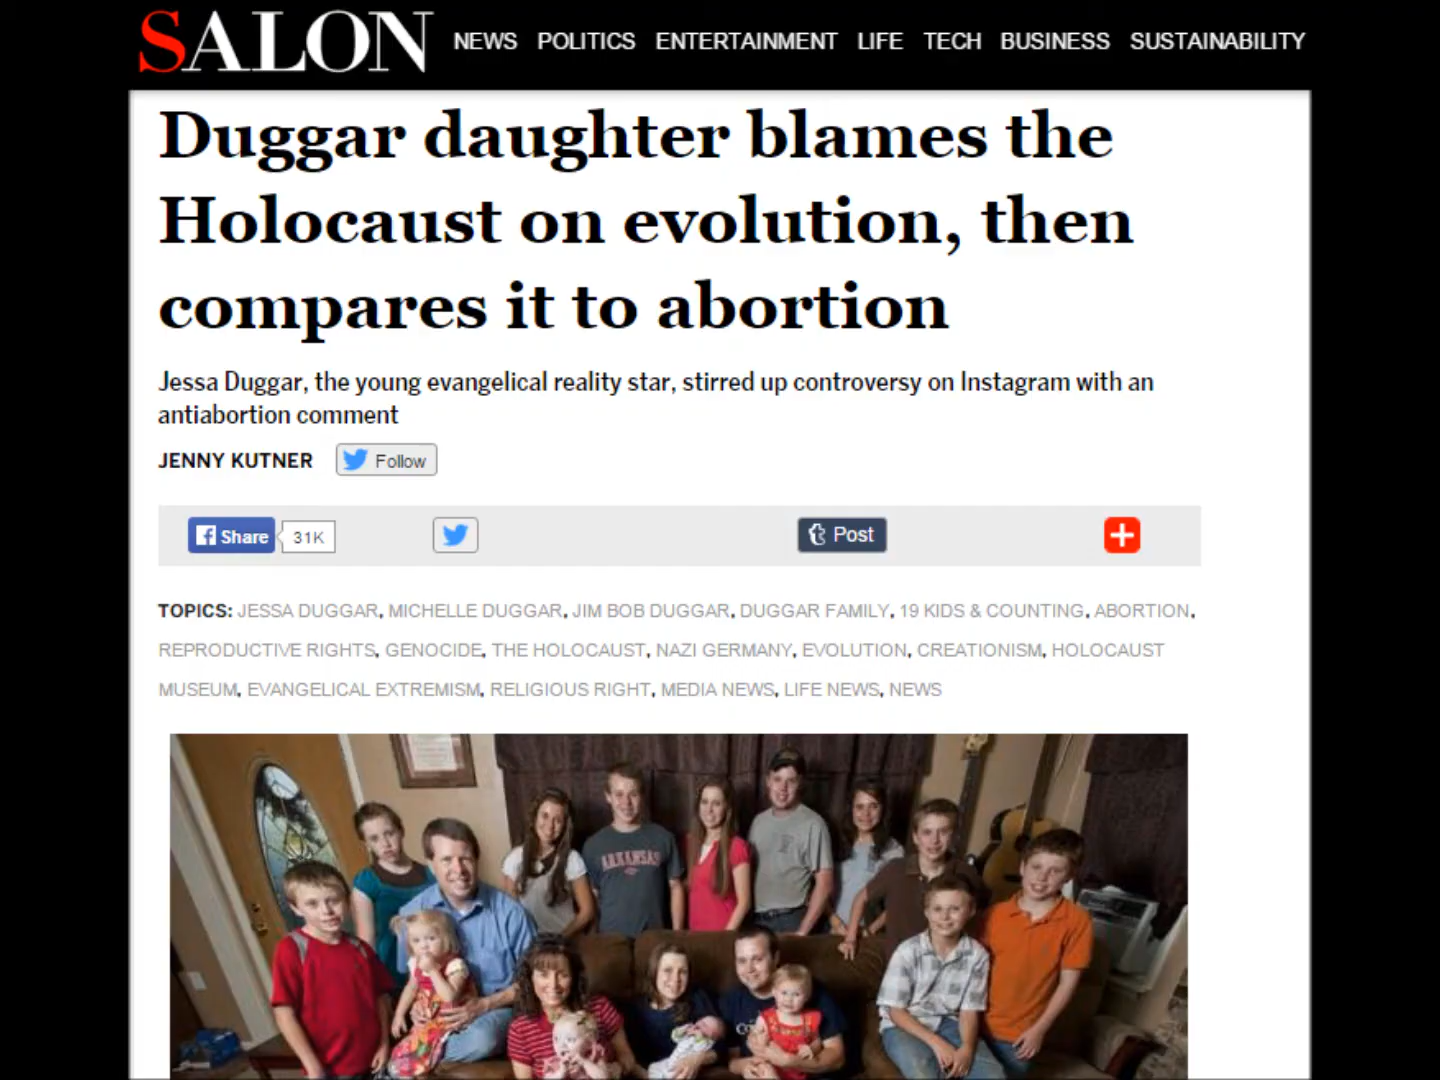 SALON NEWS POLITICS ENTERTAINMENT LIFE TECH BUSINESS SUSTAINABILITY
Duggar daughter blames the
Holocaust on evolution, then
compares it to abortion
Jessa Duggar, the young evangelical reality star, stirred up controversy on Instagram with an
antiabortion comment
JENNY KUTNER Follow
Share 31K Post
TOPICS: JESSA DUGGAR, MICHELLE DUGGAR, JIM BOB DUGGAR, DUGGAR FAMILY, 19 KIDS & COUNTING, ABORTION,
REPRODUCTIVE RIGHTS, GENOCIDE, THE HOLOCAUST, NAZI GERMANY, EVOLUTION, CREATIONISM, HOLOCAUST
MUSEUM, EVANGELICAL EXTREMISM, RELIGIOUS RIGHT, MEDIA NEWS, LIFE NEWS, NEWS
ARKANSAS